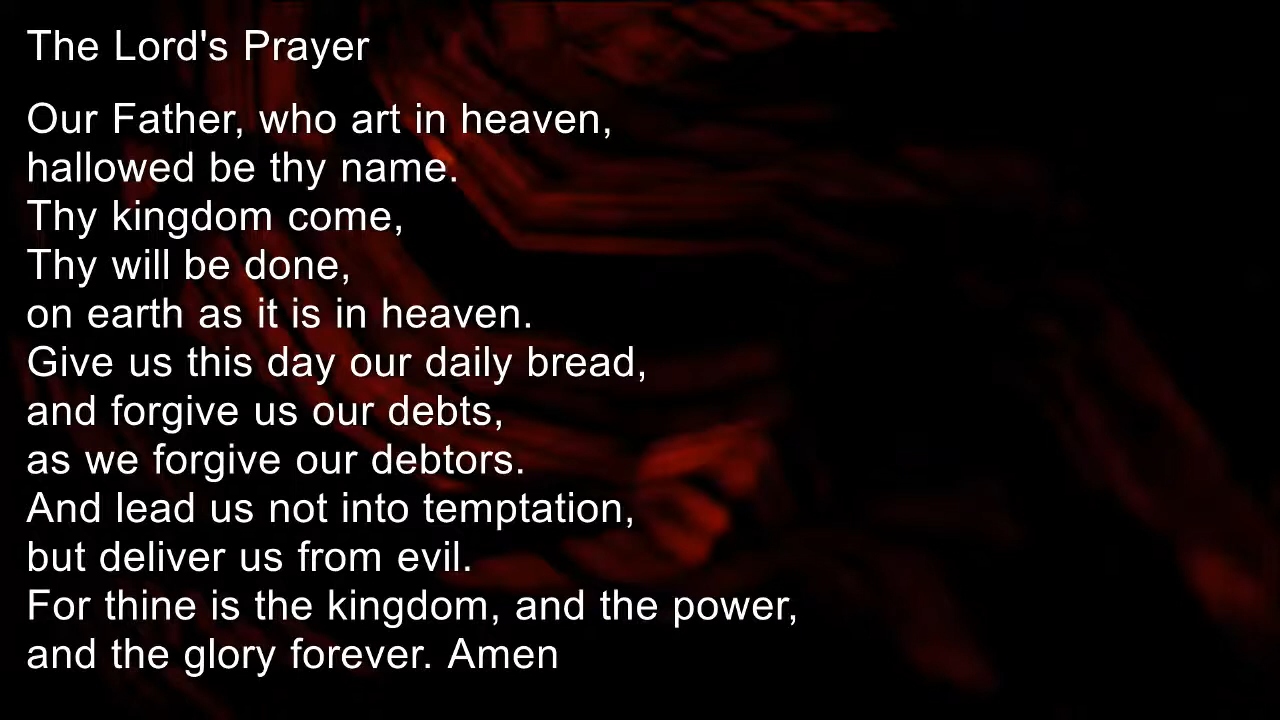 The Lord's Prayer
Our Father, who art in heaven,
hallowed be thy name.
Thy kingdom come,
Thy will be done,
on earth as it is in heaven.
Give us this day our daily bread,
and forgive us our debts,
as we forgive our debtors.
And lead us not into temptation,
but deliver us from evil.
For thine is the kingdom, and the power,
and the glory forever. Amen